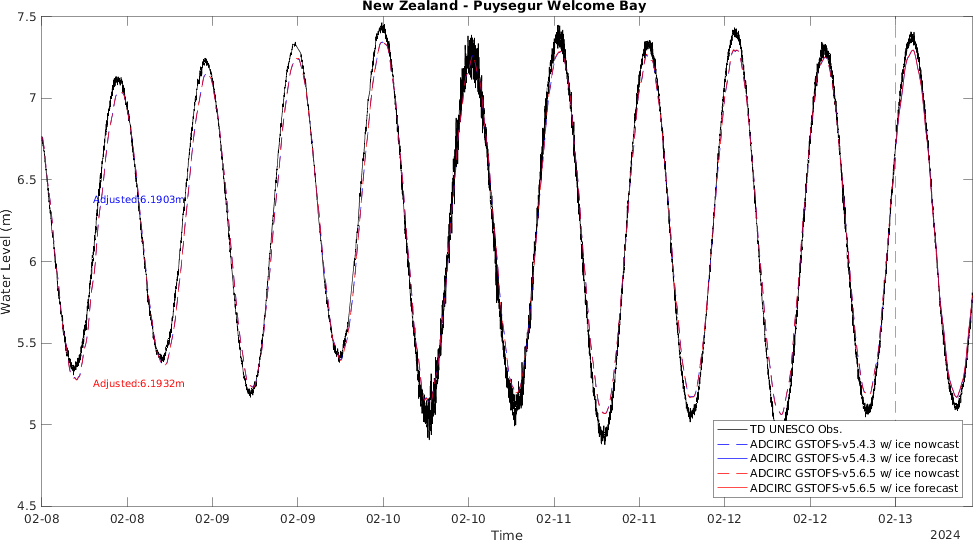 New Zealand - Puysegur Welcome Bay
7.5
7
6.5
6
5.5
5
4.5
Water Level (m)
Adjusted:6.1903m
Adjusted:6.1932m
TD UNESCO Obs.
ADCIRC GSTOFS-v5.4.3 w/ ice nowcast
ADCIRC GSTOFS-v5.4.3 w/ ice forecast
ADCIRC GSTOFS-v5.6.5 w/ ice nowcast
ADCIRC GSTOFS-v5.6.5 w/ ice forecast
02-08 02-08 02-09 02-09 02-10 02-10 02-11 02-11 02-12 02-12 02-13
Time
2024